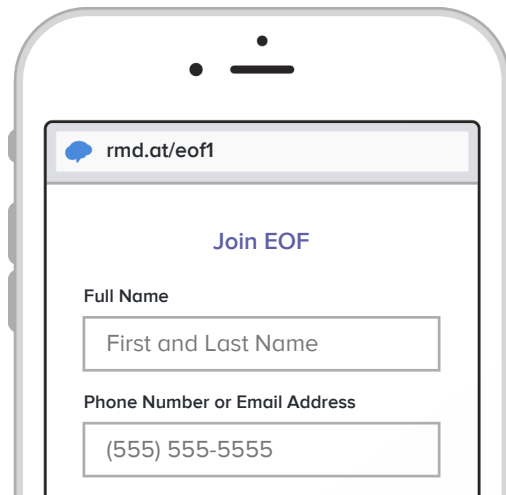 rmd.at/eof1
Join EOF
Full Name
First and Last Name
Phone Number or Email Address
(555) 555-5555